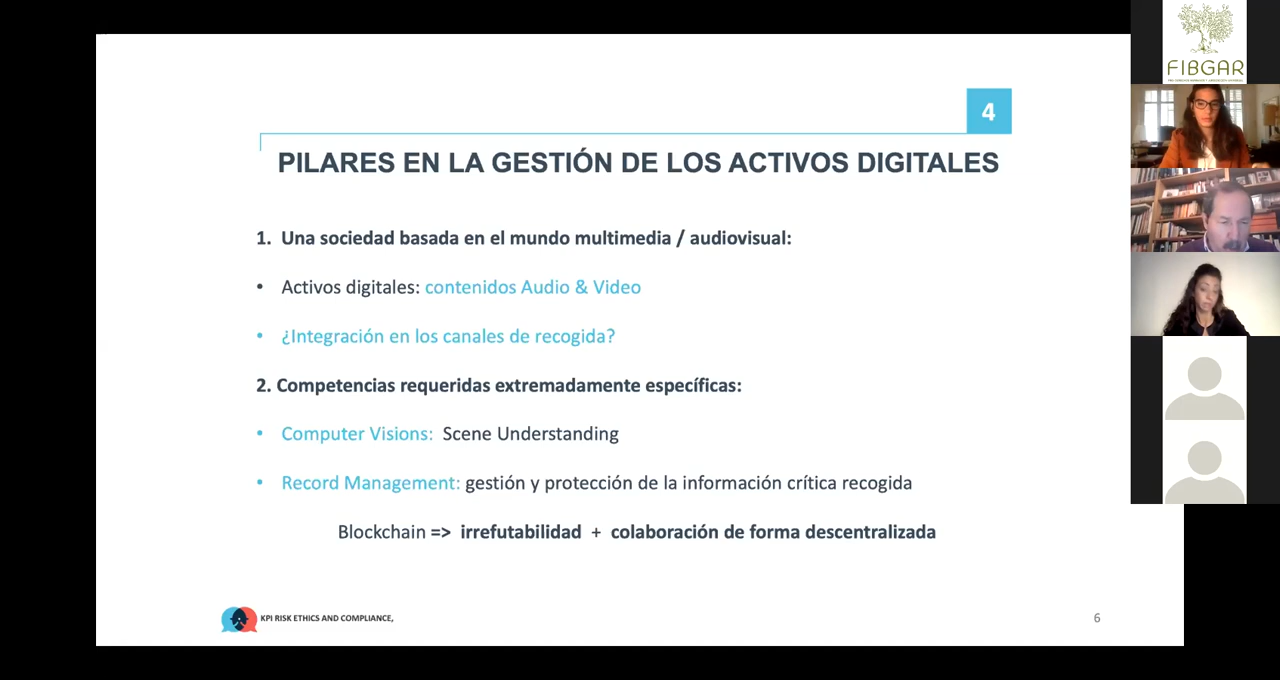 4
PILARES EN LA GESTIÓN DE LOS ACTIVOS DIGITALES
1. Una sociedad basada en el mundo multimedia / audiovisual:
• Activos digitales: contenidos Audio & Video
• ¿Integración en los canales de recogida?
2. Competencias requeridas extremadamente específicas:
• Computer Visions: Scene Understanding
• Record Management: gestión y protección de la información crítica recogida
Blockchain => irrefutabilidad + colaboración de forma descentralizada
KPI RISK ETHICS AND COMPLIANCE,
6
FIBGAR